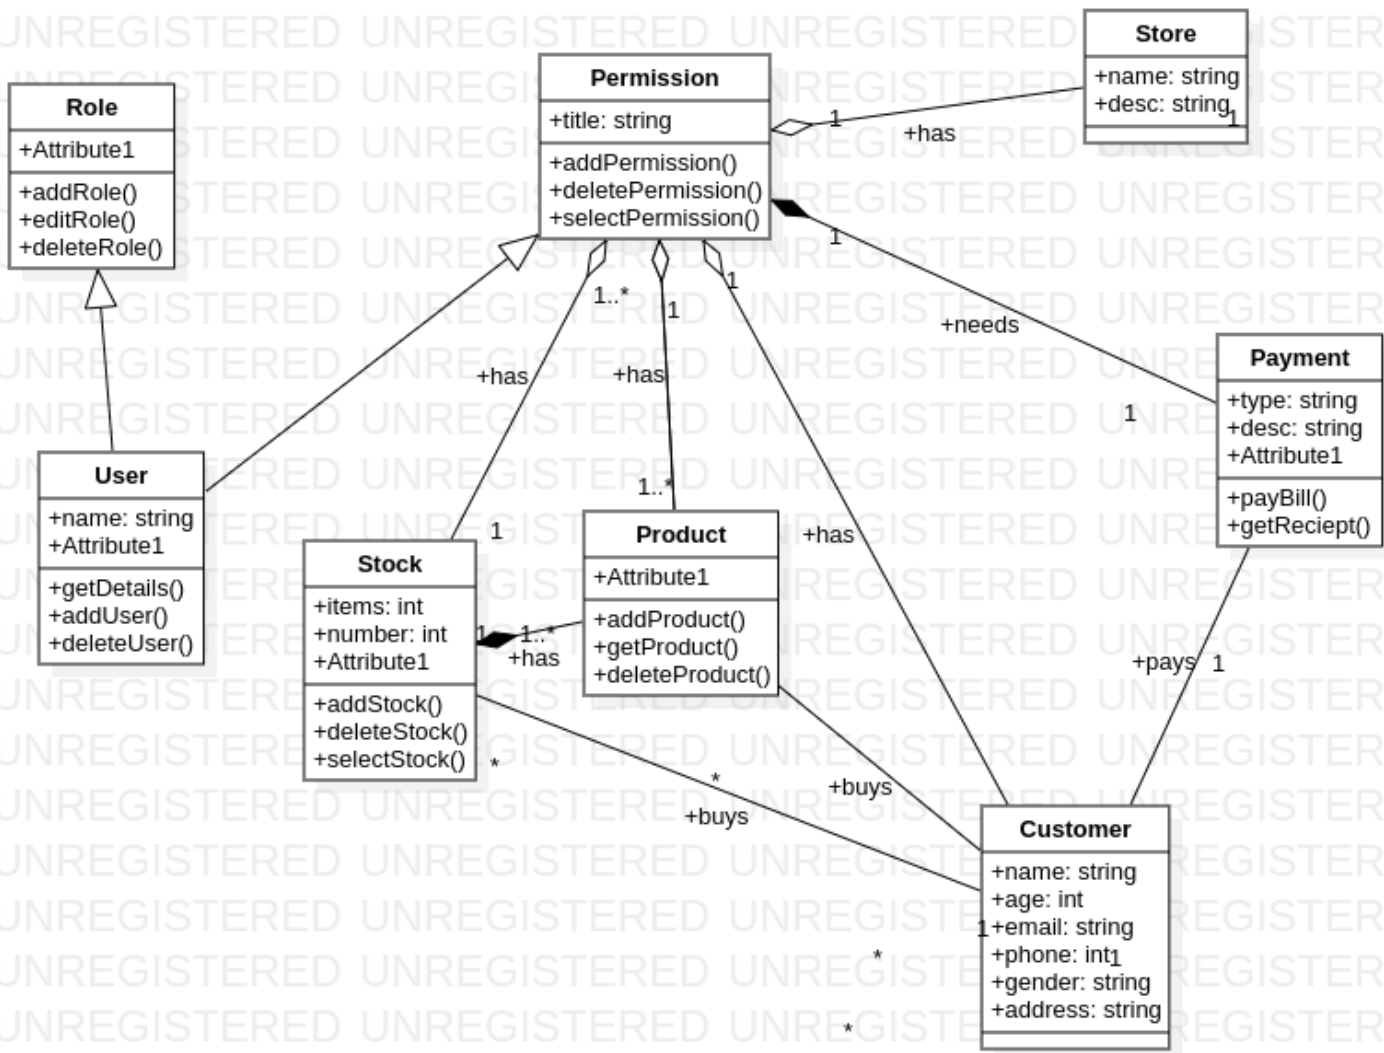 UNREGISTERED UNREGISTERED UNREGISTERED UNREGISTERED
Store
+name: string
+desc: string
1
Permission
+title: string
+addPermission()
+deletePermission()
+selectPermission()
1
+has
Role
+Attribute1
+addRole()
+editRole()
+deleteRole()
1
+needs
1
1..*
1
1
+has
+has
+has
Payment
+type: string
+desc: string
+Attribute1
+payBill()
+getReciept()
User
+name: string
+Attribute1
+getDetails()
+addUser()
+deleteUser()
1
1..*
Stock
+items: int
+number: int
+Attribute1
+addStock()
+deleteStock()
+selectStock()
Product
+Attribute1
+addProduct()
+getProduct()
+deleteProduct()
1
1..*
+has
+pays
1
*
*
+buys
+buys
Customer
+name: string
+age: int
+email: string
+phone: int
+gender: string
+address: string
1
1
*
*